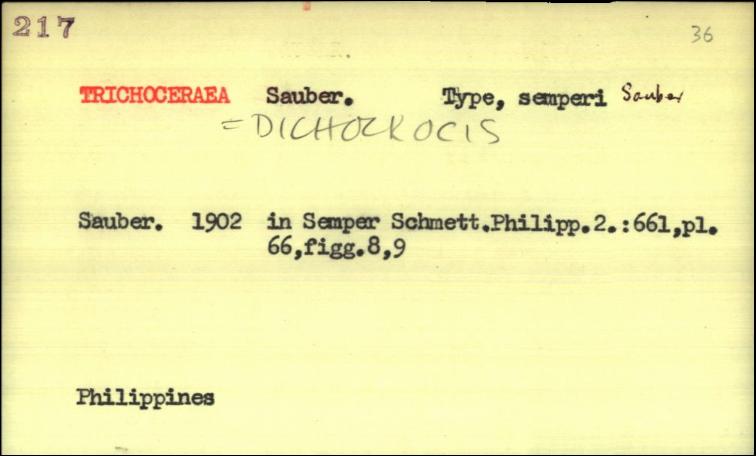 217
36
TRICHOCERAEA Sauber. Type, semperi Sauber
= DICHOCROCIS
Sauber. 1902 in Semper Schmett.Philipp.2.:661,pl.
66,figg.8,9
Philippines